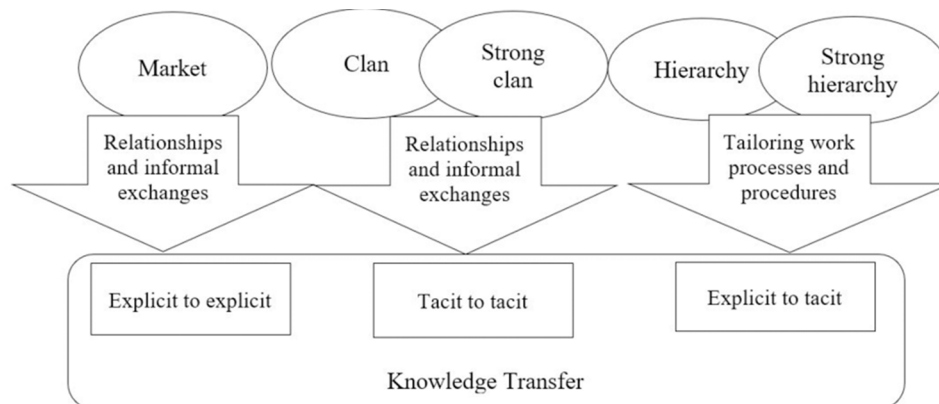 Market
Clan
Strong
clan
Hierarchy
Strong
hierarchy
Relationships
and informal
exchanges
Relationships
and informal
exchanges
Tailoring work
processes and
procedures
Explicit to explicit
Tacit to tacit
Explicit to tacit
Knowledge Transfer